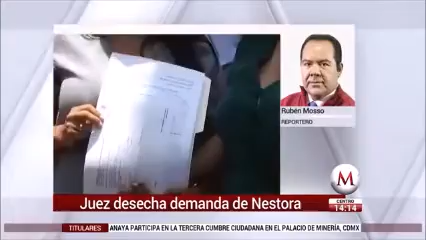 Rubén Mosso
REPORTERO
M
CENTRO
14:14
Juez desecha demanda de Nestora
TITULARES
ANAYA PARTICIPA EN LA TERCERA CUMBRE CIUDADANA EN EL PALACIO DE MINERÍA, CDMX